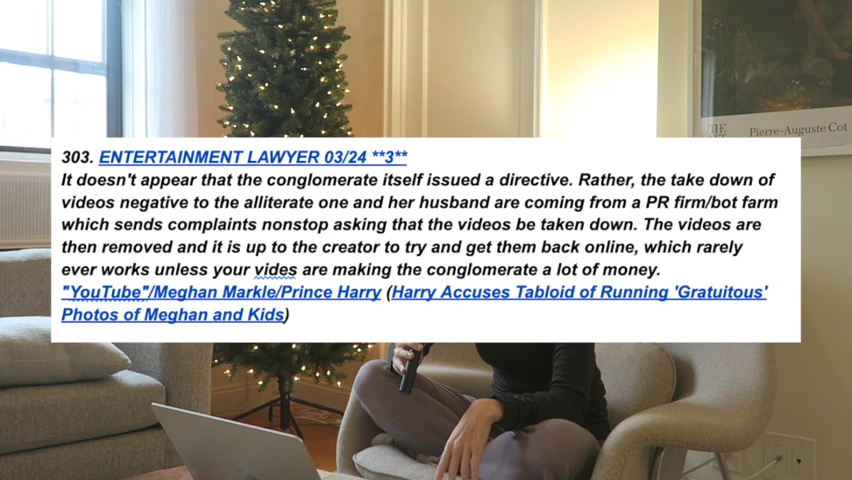 303. ENTERTAINMENT LAWYER 03/24 **3**
It doesn't appear that the conglomerate itself issued a directive. Rather, the take down of
videos negative to the alliterate one and her husband are coming from a PR firm/bot farm
which sends complaints nonstop asking that the videos be taken down. The videos are
then removed and it is up to the creator to try and get them back online, which rarely
ever works unless your vides are making the conglomerate a lot of money.
"YouTube"/Meghan Markle/Prince Harry (Harry Accuses Tabloid of Running 'Gratuitous'
Photos of Meghan and Kids)
THE
Pierre-Auguste Cot